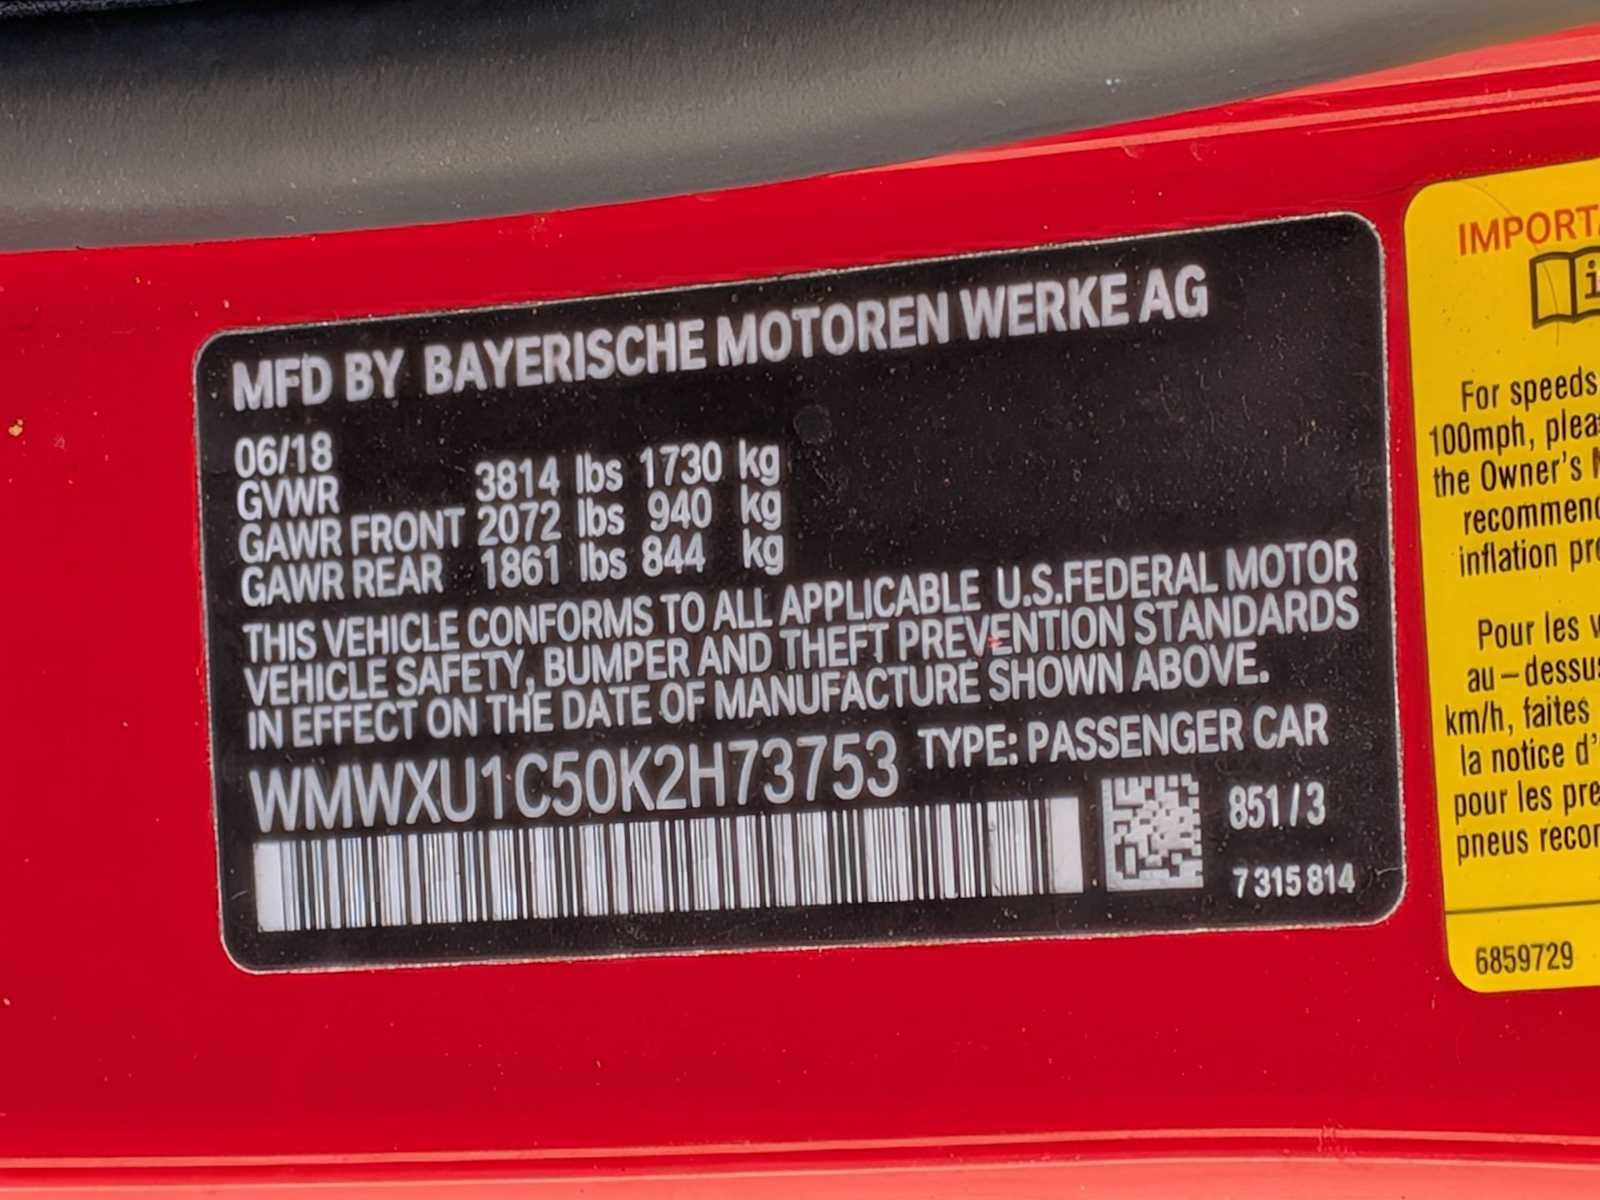 MFD BY BAYERISCHE MOTOREN WERKE AG
06/18
GVWR 3814 lbs 1730 kg
GAWR FRONT 2072 lbs 940 kg
GAWR REAR 1861 lbs 844 kg
THIS VEHICLE CONFORMS TO ALL APPLICABLE U.S.FEDERAL MOTOR
VEHICLE SAFETY, BUMPER AND THEFT PREVENTION STANDARDS
IN EFFECT ON THE DATE OF MANUFACTURE SHOWN ABOVE.
WMWXU1C50K2H73753 TYPE: PASSENGER CAR
851/3
7 315 814
IMPORTA
i
For speeds
100mph, plea
the Owner's
recommend
inflation pre
Pour les v
au-dessus
km/h, faites
la notice d'
pour les pre
pneus recor
6859729